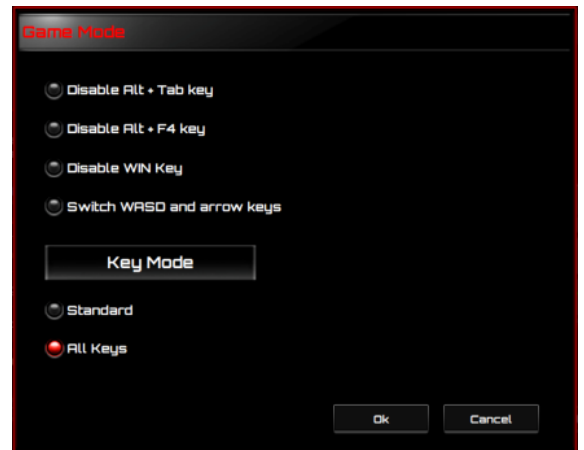 Game Mode
Disable Alt + Tab key
Disable Alt + F4 key
Disable WIN Key
Switch WASD and arrow keys
Key Mode
Standard
All Keys
Ok Cancel